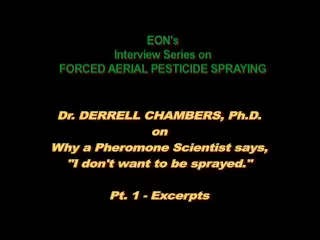 EON's
Interview Series on
FORCED AERIAL PESTICIDE SPRAYING
Dr. DERRELL CHAMBERS, Ph.D.
on
Why a Pheromone Scientist says,
"I don't want to be sprayed."
Pt. 1 - Excerpts